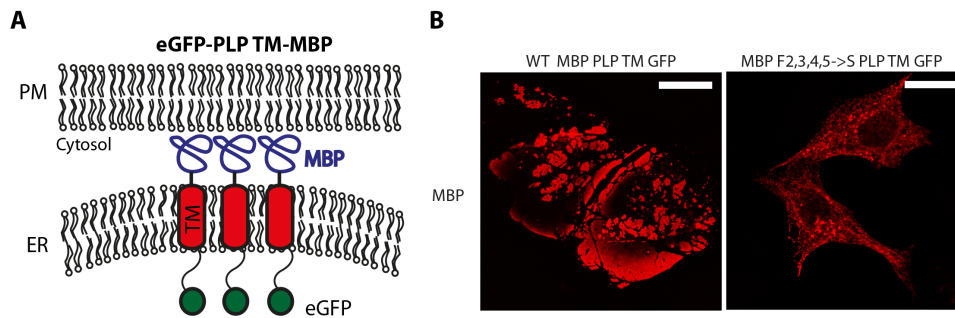 A
eGFP-PLP TM-MBP
PM
Cytosol
MBP
TM
ER
eGFP
B
WT MBP PLP TM GFP
MBP F2,3,4,5->S PLP TM GFP
MBP